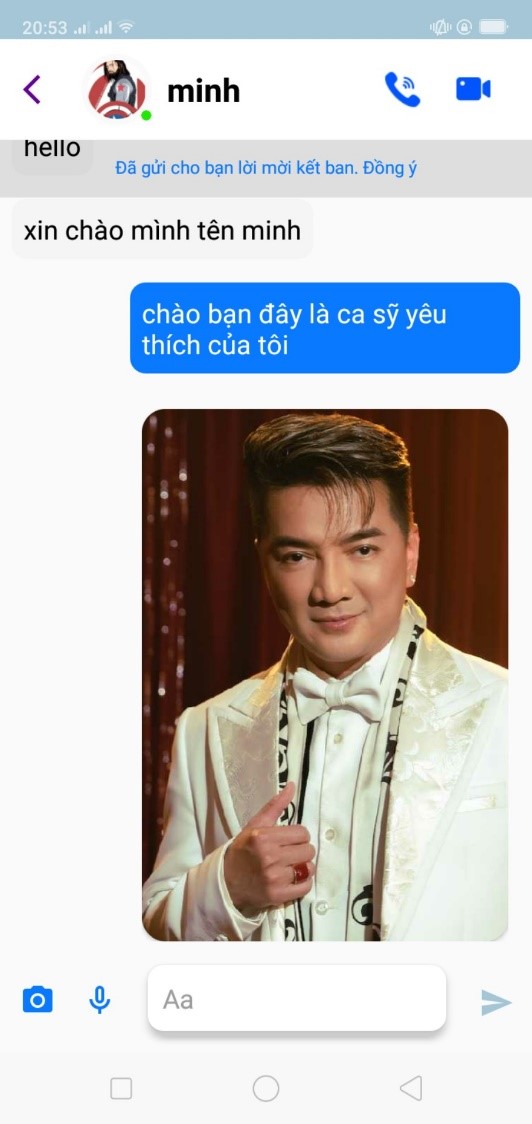 20:53
minh
hello
Đã gửi cho bạn lời mời kết bạn. Đồng ý
xin chào mình tên minh
chào bạn đây là ca sỹ yêu
thích của tôi
Aa